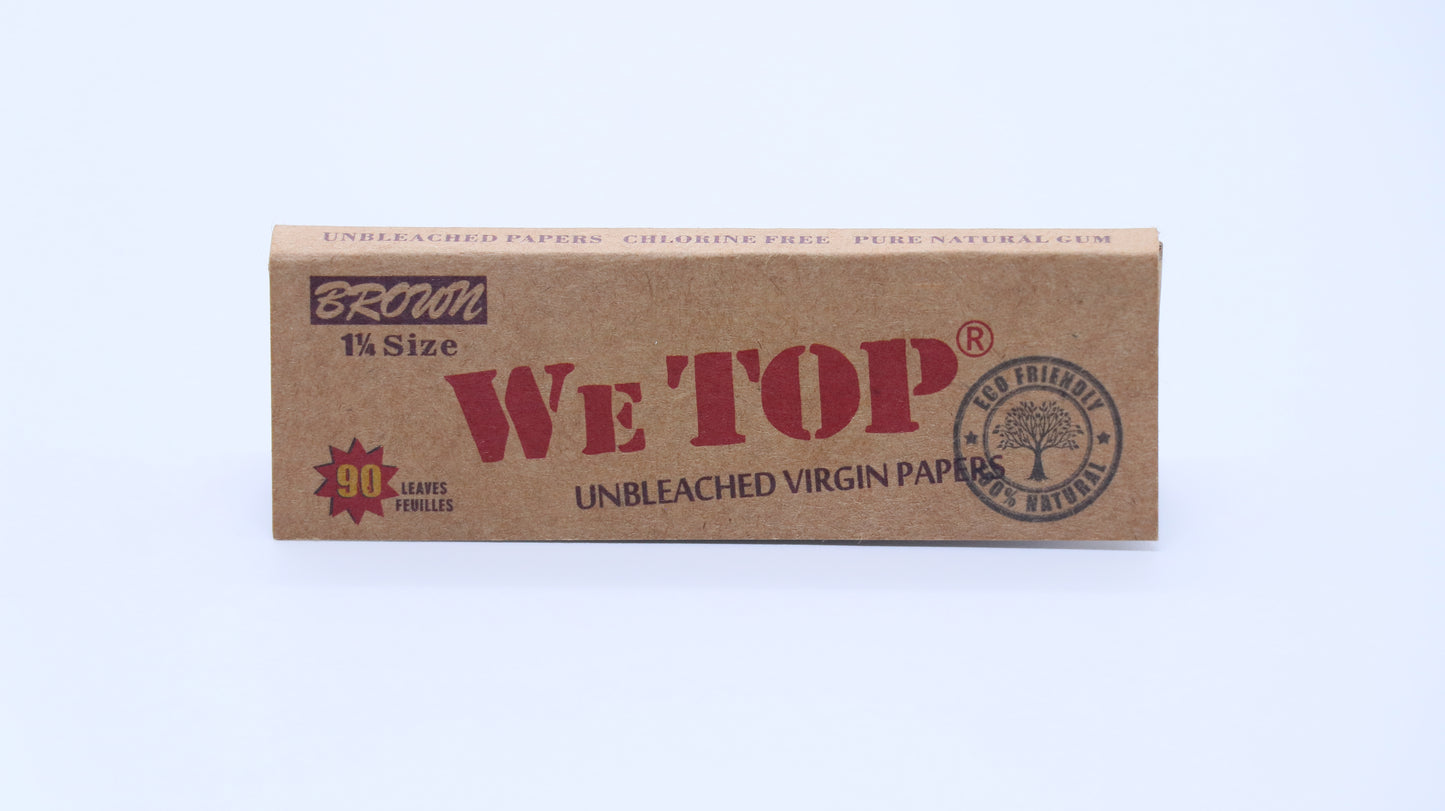 UNBLEACHED PAPERS CHLORINE FREE PURE NATURAL GUM
BROWN
1¼ Size
WE TOP®
UNBLEACHED VIRGIN PAPERS
90
LEAVES
FEUILLES
ECO FRIENDLY
NATURAL